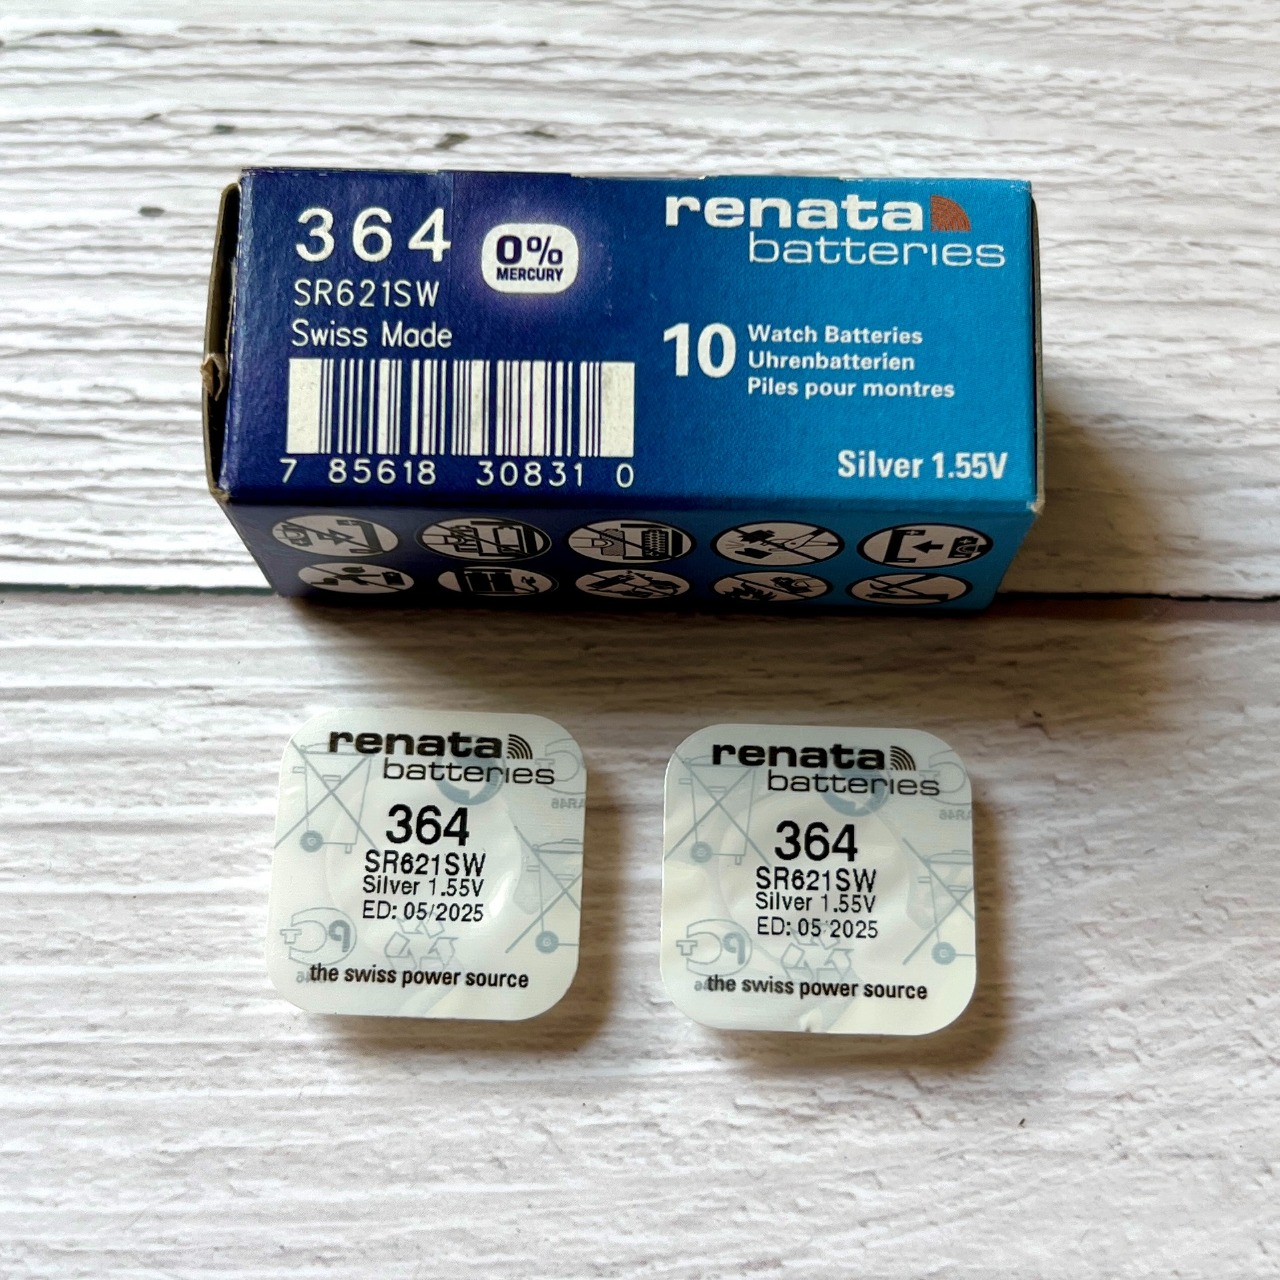 364
0%
MERCURY
SR621SW
Swiss Made
7 85618 30831 0
renata
batteries
10 Watch Batteries
Uhrenbatterien
Piles pour montres
Silver 1.55V
renata
batteries
364
SR621SW
Silver 1.55V
ED: 05/2025
the swiss power source
renata
batteries
364
SR621SW
Silver 1.55V
ED: 05 2025
the swiss power source